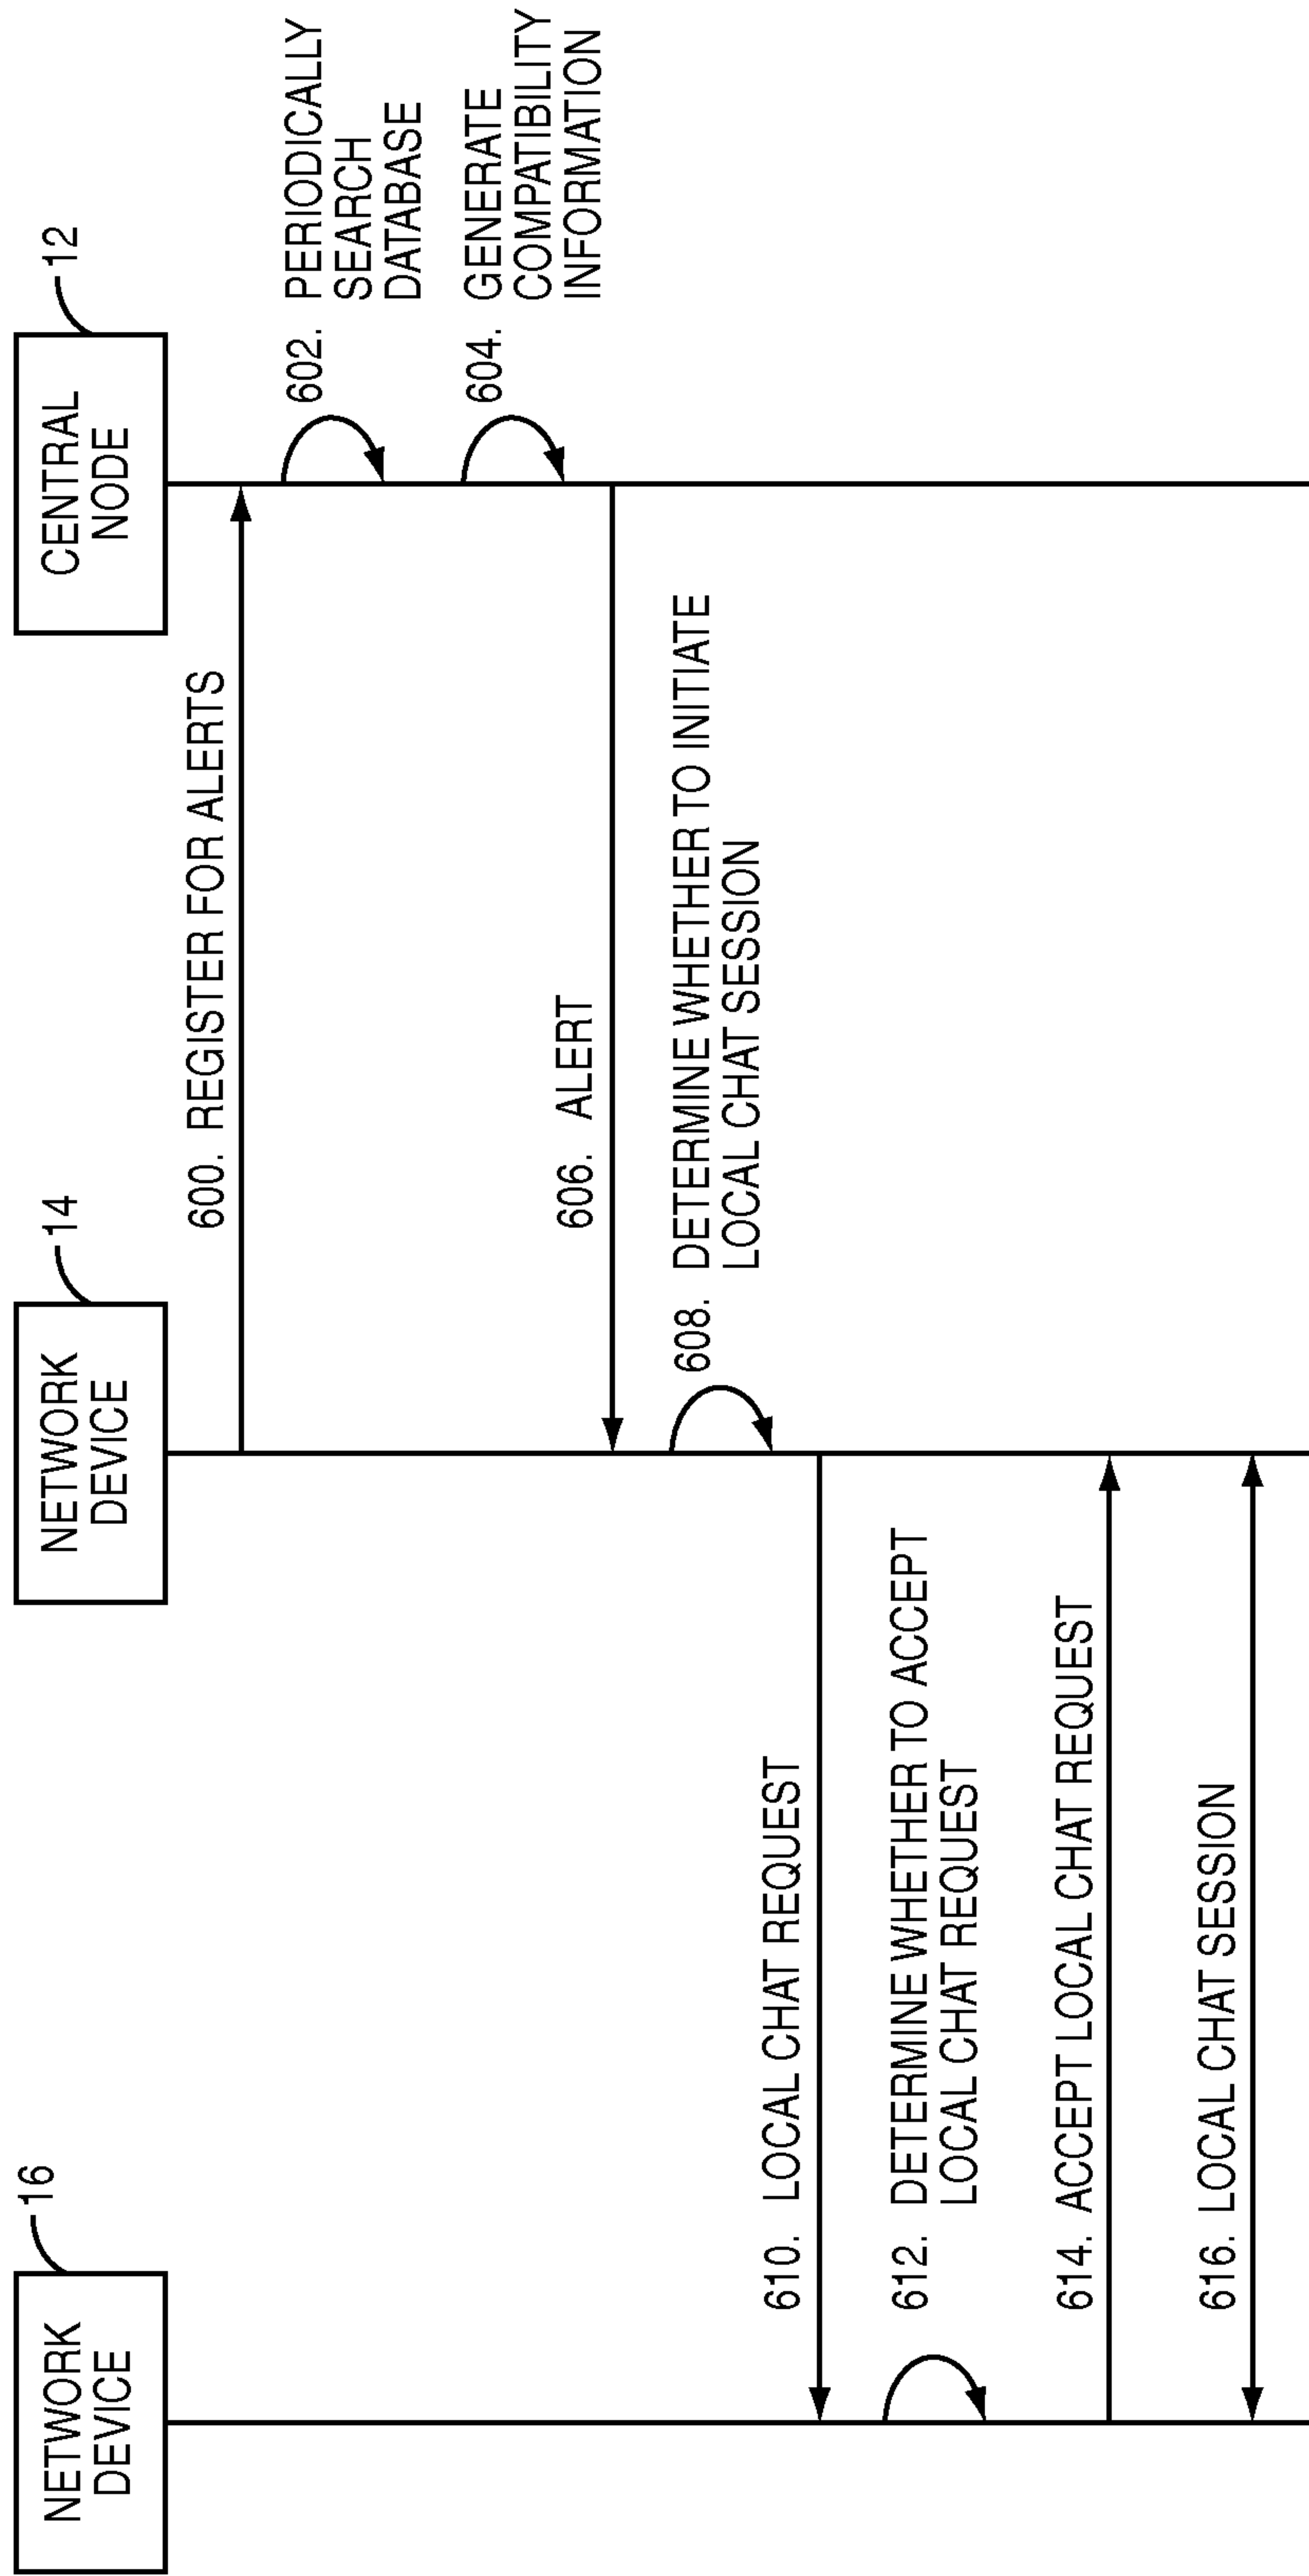 NETWORK
DEVICE
16
NETWORK
DEVICE
14
CENTRAL
NODE
12
600. REGISTER FOR ALERTS
602. PERIODICALLY
SEARCH
DATABASE
604. GENERATE
COMPATIBILITY
INFORMATION
606. ALERT
608. DETERMINE WHETHER TO INITIATE
LOCAL CHAT SESSION
610. LOCAL CHAT REQUEST
612. DETERMINE WHETHER TO ACCEPT
LOCAL CHAT REQUEST
614. ACCEPT LOCAL CHAT REQUEST
616. LOCAL CHAT SESSION